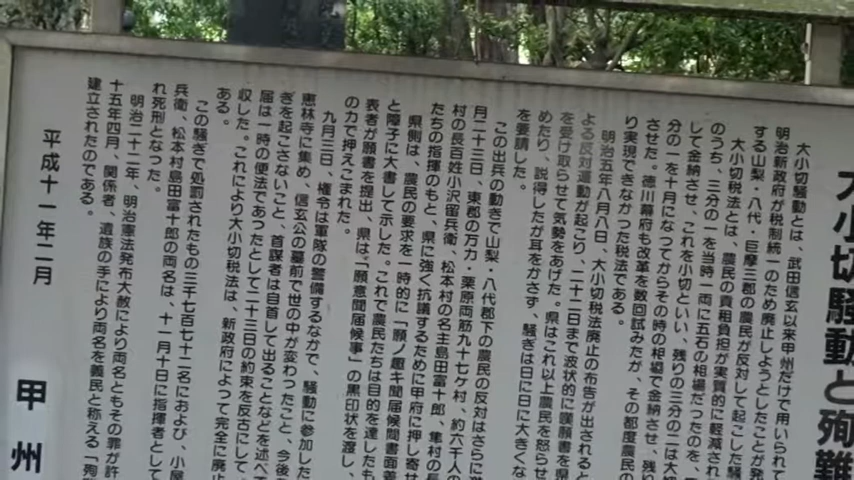 大小切騒動と殉難
大小切騒動とは、武田信玄以来甲州だけで用いられて
明治新政府が税制統一のため廃止しようとしたことが発
する山梨・八代・巨摩三郡の農民が反対して起こした騒
大小切税法とは、農民の貢租負担が実質的に軽減され
のうち、三分の一を当時一両に五石の相場だったのを、
して金納させ、これを小切といい、残りの三分の二は大切
分の一を十月になってからその時の相場で金納させ、残り
させた。徳川幕府も改革を数回試みたが、その都度農民の
り実現できなかった税法である。
明治五年八月八日、大小切税法廃止の布告が出されると
よる反対運動が起こり、二十二日まで波状的に嘆願書を県
を受け取らせて気勢をあげた。県はこれ以上農民を怒らせ
めたり、説得したが耳をかさず、騒ぎは日に日に大きくな
を要請した。
この出兵の動きで山梨・八代郡下の農民の反対はさらに激
月二十三日、東郡の万力・栗原両筋九十七ケ村、約六千人の
村の長百姓小沢留兵衛、松本村の名主島田富十郎、隼村の長
たちの指揮のもと、県に強く抗議するために甲府に押し寄せ
県側は、農民の要求を一時的に「願ノ趣キ聞届候間書面差
と障子に大書して示した。これで農民たちは目的を達したも
表者が願書を提出、県は「願意聞届候事」の黒印状を渡し、
の力で押えこまれた。
九月三日、権令は軍隊の警備するなかで、騒動に参加した
恵林寺に集め、信玄公の墓前で世の中が変わったこと、今後
ぎを起こさないこと、首謀者は自首して出ることなどを述べ
届は一時の便法であったとして二十三日の約束を反古にして、
収した。これにより大小切税法は、新政府によって完全に廃止
ある。
この騒ぎで処罰されたもの三千七百七十二名におよび、小屋
兵衛、松本村島田富十郎の両名は、十一月十日に指揮者として
れ死刑となった。
明治二十二年、明治憲法発布大赦により両名ともその罪が許
十五年四月、関係者、遺族の手により両名を義民と称える「殉
建立されたのである。
平成十一年二月
甲州